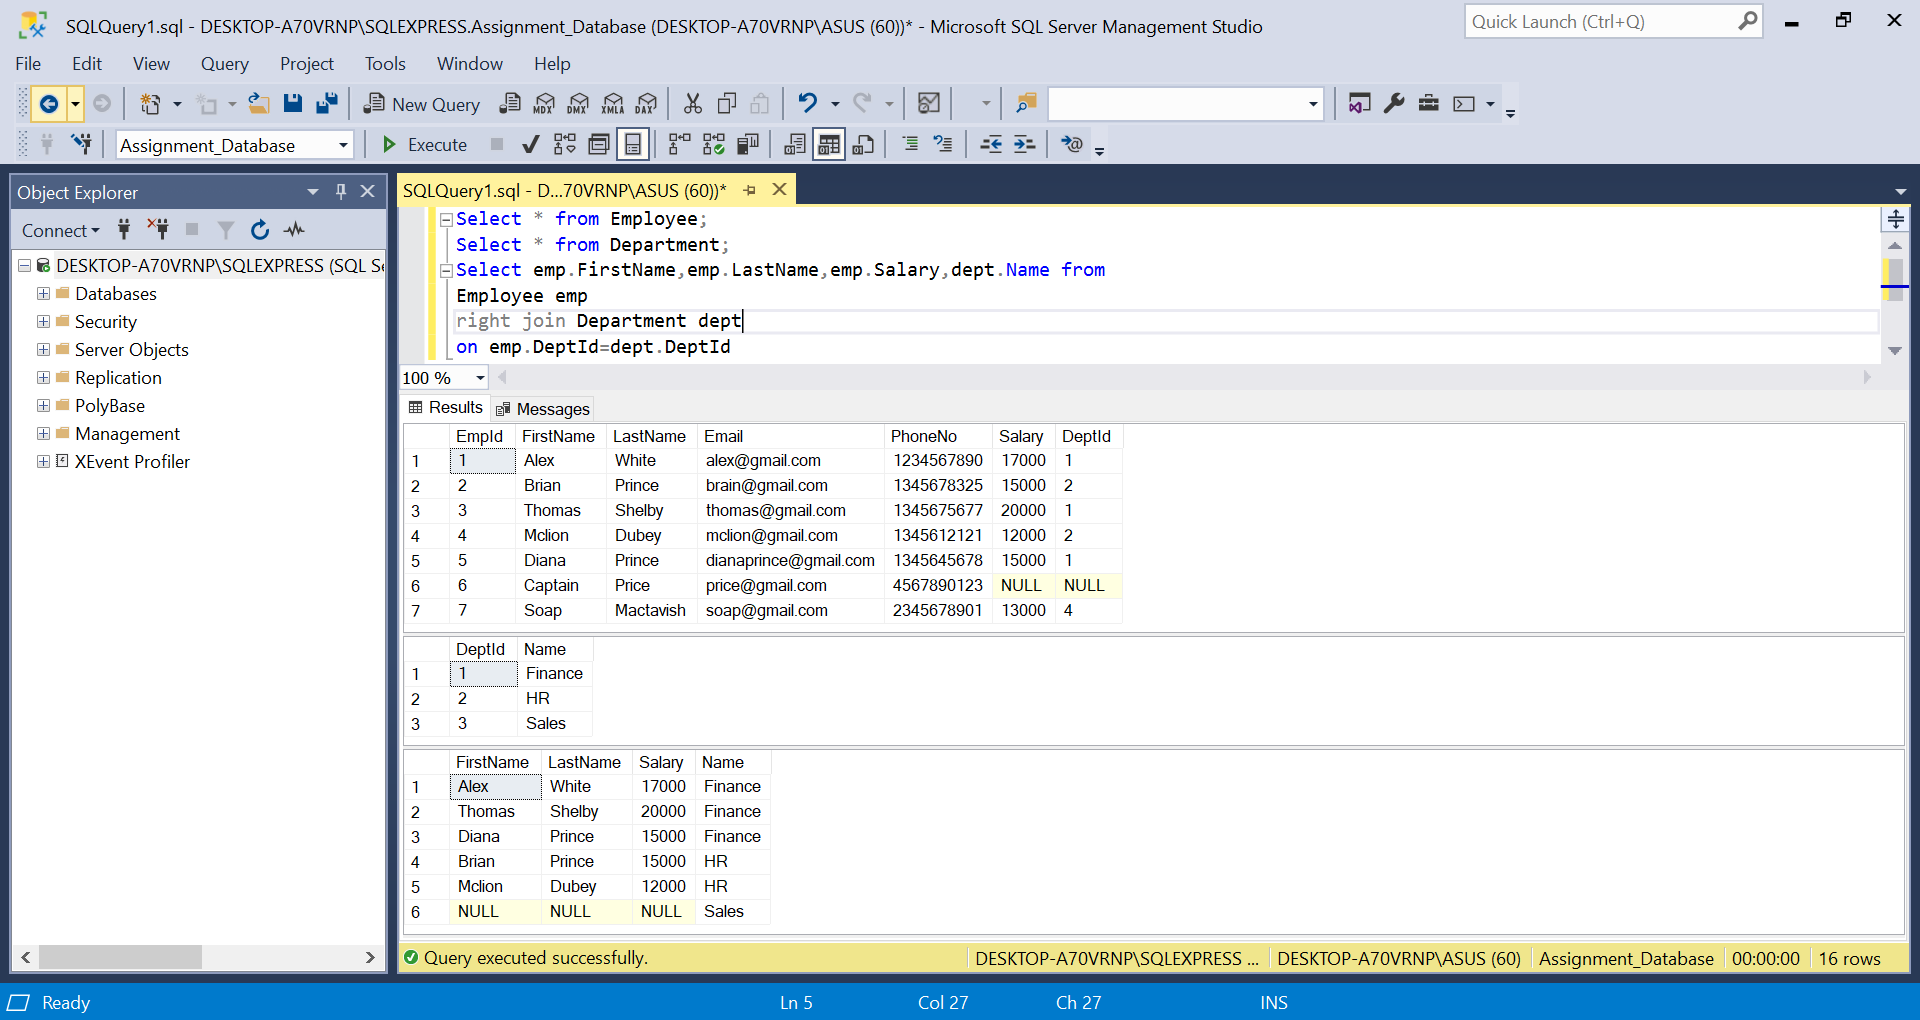 SQLQuery1.sql - DESKTOP-A70VRNP\SQLEXPRESS.Assignment_Database (DESKTOP-A70VRNP\ASUS (60))* - Microsoft SQL Server Management Studio
Quick Launch (Ctrl+Q)
File Edit View Query Project Tools Window Help
New Query MDX DMX XMLA DAX
Assignment_Database Execute
Object Explorer
Connect
DESKTOP-A70VRNP\SQLEXPRESS (SQL Se
Databases
Security
Server Objects
Replication
PolyBase
Management
XEvent Profiler
SQLQuery1.sql - D...70VRNP\ASUS (60))*
Select * from Employee;
Select * from Department;
Select emp.FirstName,emp.LastName,emp.Salary,dept.Name from
Employee emp
right join Department dept
on emp.DeptId=dept.DeptId
100 %
Results Messages
EmpId FirstName LastName Email PhoneNo Salary DeptId
1 1 Alex White alex@gmail.com 1234567890 17000 1
2 2 Brian Prince brain@gmail.com 1345678325 15000 2
3 3 Thomas Shelby thomas@gmail.com 1345675677 20000 1
4 4 Mclion Dubey mclion@gmail.com 1345612121 12000 2
5 5 Diana Prince dianaprince@gmail.com 1345645678 15000 1
6 6 Captain Price price@gmail.com 4567890123 NULL NULL
7 7 Soap Mactavish soap@gmail.com 2345678901 13000 4
DeptId Name
1 1 Finance
2 2 HR
3 3 Sales
FirstName LastName Salary Name
1 Alex White 17000 Finance
2 Thomas Shelby 20000 Finance
3 Diana Prince 15000 Finance
4 Brian Prince 15000 HR
5 Mclion Dubey 12000 HR
6 NULL NULL NULL Sales
Query executed successfully. DESKTOP-A70VRNP\SQLEXPRESS ... DESKTOP-A70VRNP\ASUS (60) Assignment_Database 00:00:00 16 rows
Ready Ln 5 Col 27 Ch 27 INS